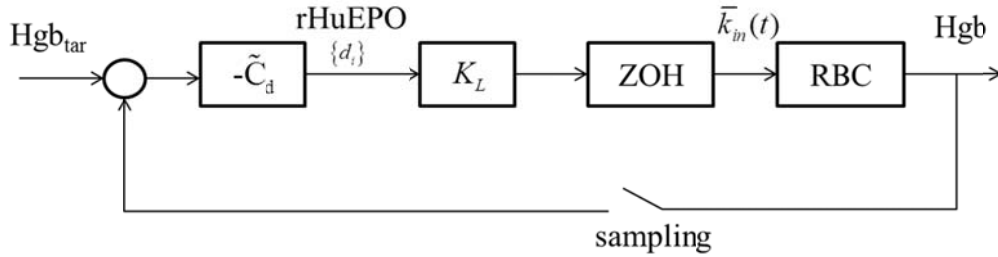 Hgb_tar
-C̃_d
rHuEPO
{d_i}
K_L
ZOH
k̅_in(t)
RBC
Hgb
sampling